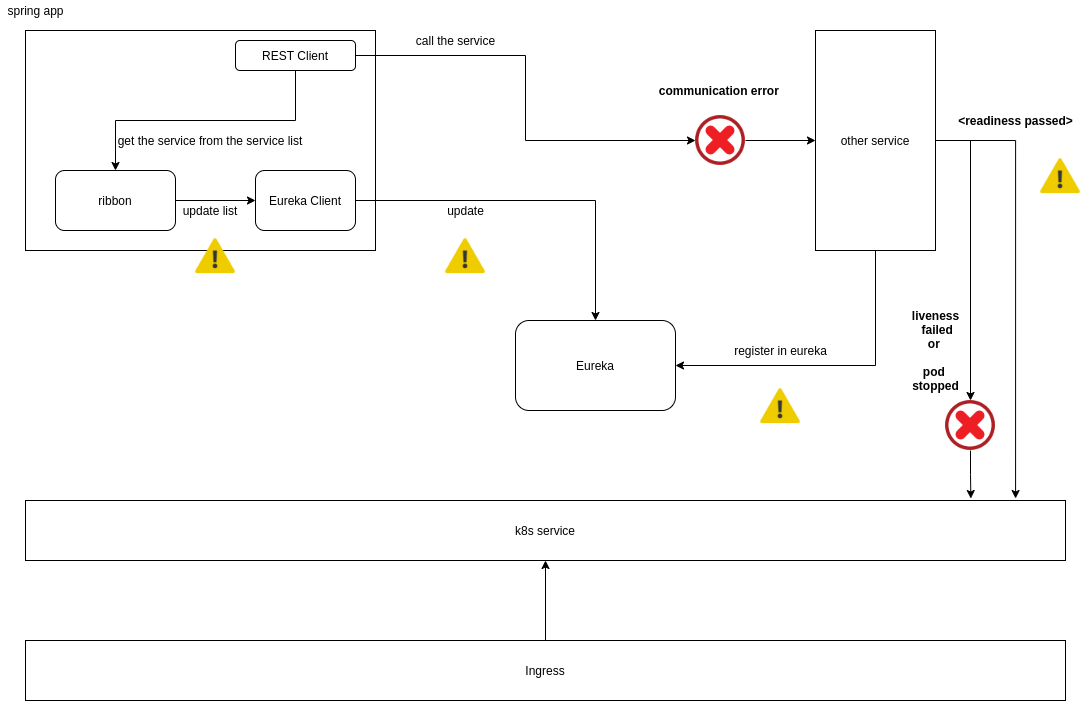 spring app
REST Client
call the service
communication error
<readiness passed>
get the service from the service list
other service
ribbon
update list
Eureka Client
update
liveness
failed
or
pod
stopped
register in eureka
Eureka
k8s service
Ingress